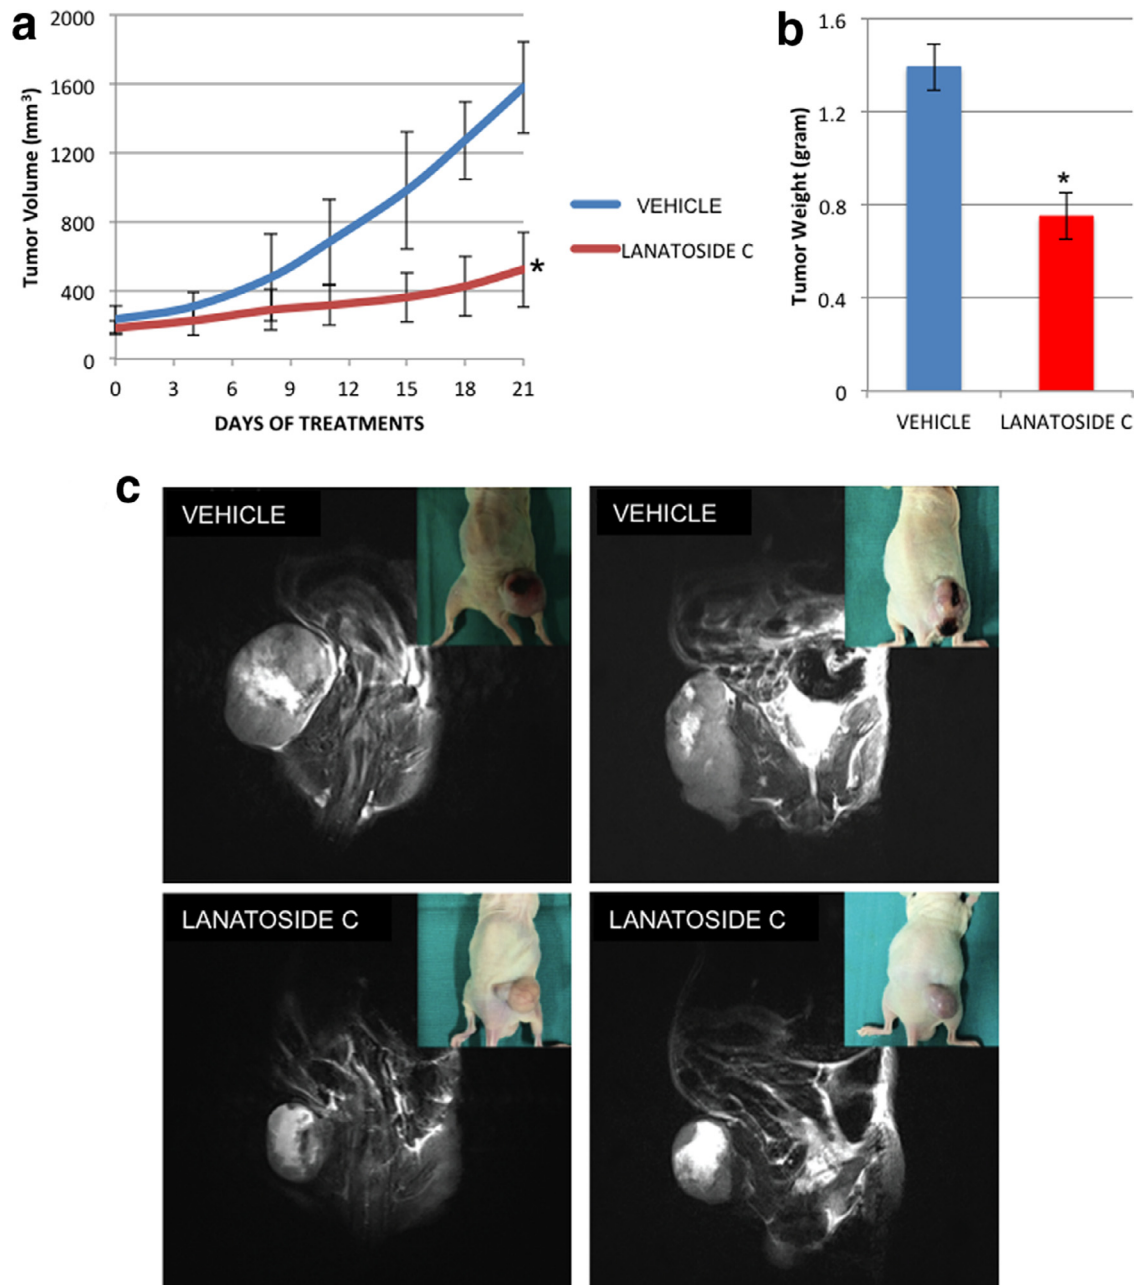 a
2000
1600
1200
800
400
0
Tumor Volume (mm³)
0 3 6 9 12 15 18 21
DAYS OF TREATMENTS
*
VEHICLE
LANATOSIDE C
b
1.6
1.2
0.8
0.4
0
Tumor Weight (gram)
*
VEHICLE LANATOSIDE C
c
VEHICLE
VEHICLE
LANATOSIDE C
LANATOSIDE C